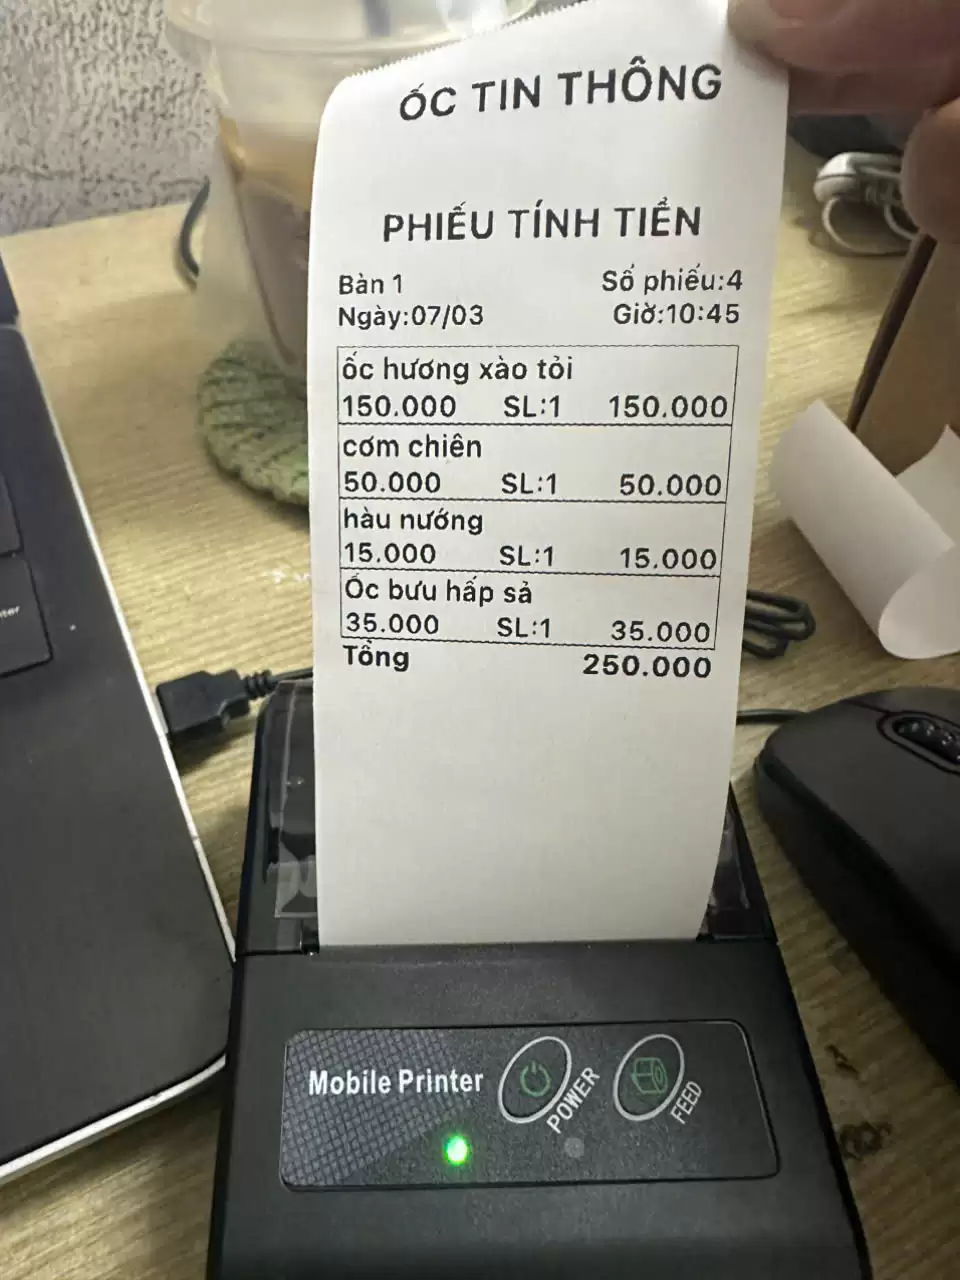 ỐC TIN THÔNG
PHIẾU TÍNH TIỀN
Bàn 1 Số phiếu:4
Ngày:07/03 Giờ:10:45
ốc hương xào tỏi
150.000 SL:1 150.000
cơm chiên
50.000 SL:1 50.000
hàu nướng
15.000 SL:1 15.000
Ốc bưu hấp sả
35.000 SL:1 35.000
Tổng 250.000
Mobile Printer
POWER
FEED